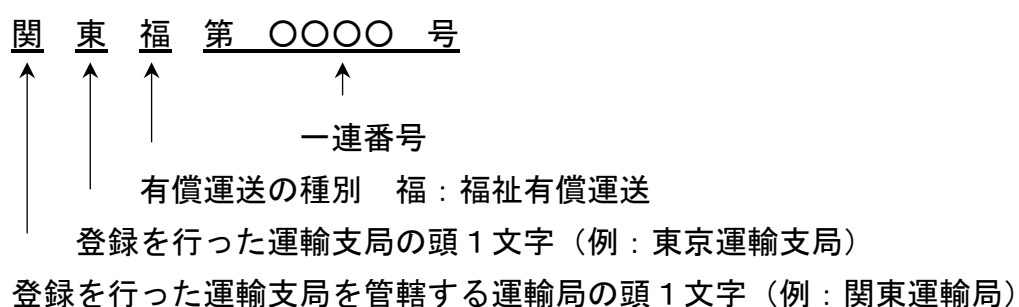 関 東 福 第 〇〇〇〇 号
一連番号
有償運送の種別 福:福祉有償運送
登録を行った運輸支局の頭1文字(例:東京運輸支局)
登録を行った運輸支局を管轄する運輸局の頭1文字(例:関東運輸局)